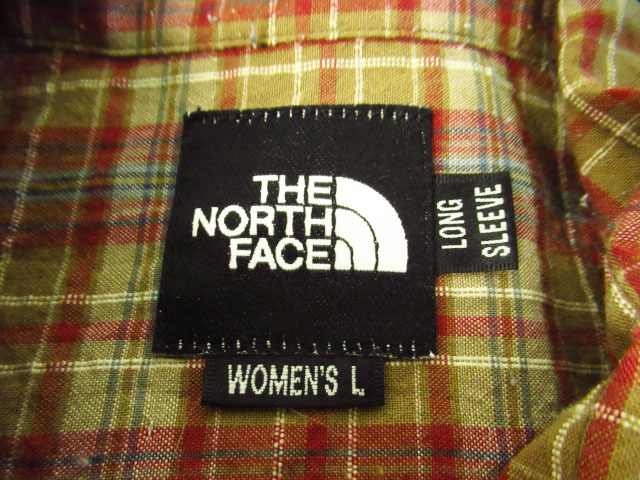 THE
NORTH
FACE
LONG
SLEEVE
WOMEN'S L